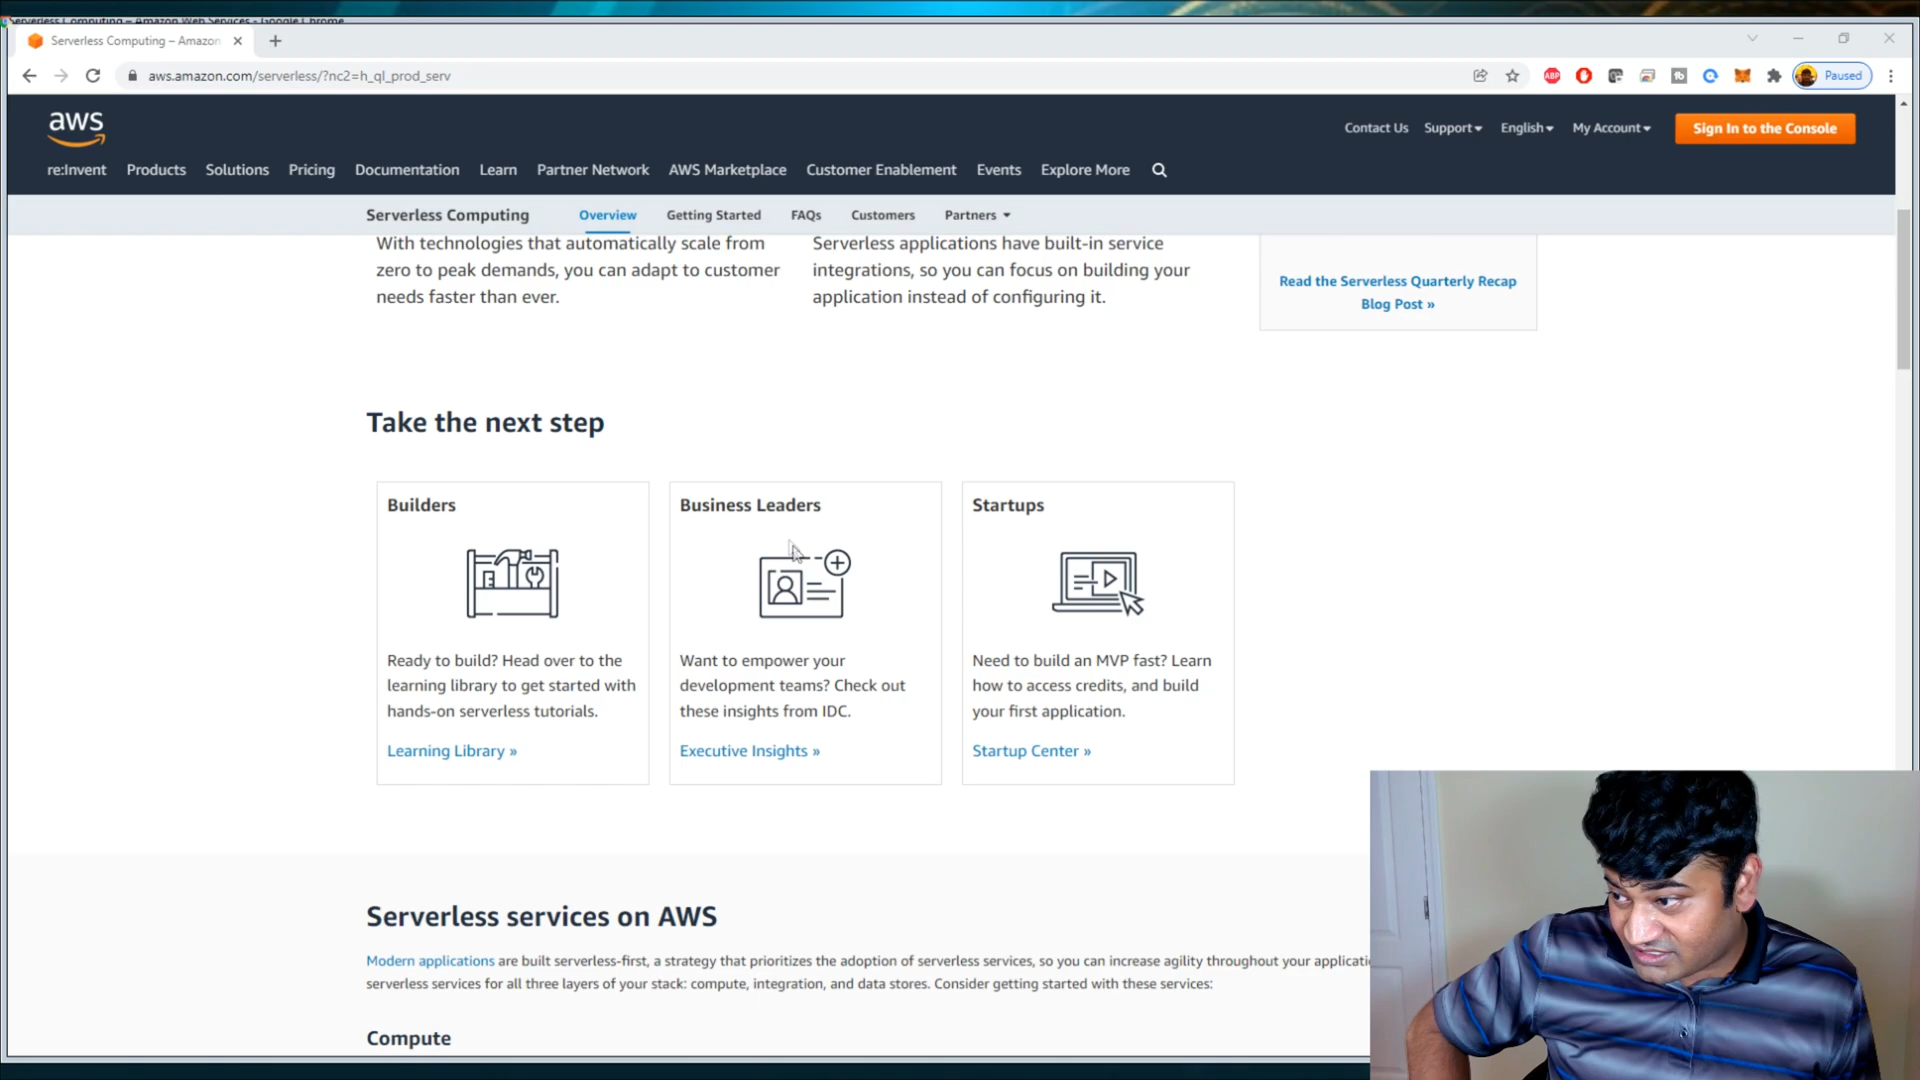 Serverless Computing – Amazon Web Services - Google Chrome
Serverless Computing – Amazon
aws.amazon.com/serverless/?nc2=h_ql_prod_serv
ABP
Paused
aws
Contact Us Support English My Account Sign In to the Console
re:Invent Products Solutions Pricing Documentation Learn Partner Network AWS Marketplace Customer Enablement Events Explore More
Serverless Computing Overview Getting Started FAQs Customers Partners
With technologies that automatically scale from
zero to peak demands, you can adapt to customer
needs faster than ever.
Serverless applications have built-in service
integrations, so you can focus on building your
application instead of configuring it.
Read the Serverless Quarterly Recap
Blog Post »
Take the next step
Builders
Ready to build? Head over to the
learning library to get started with
hands-on serverless tutorials.
Learning Library »
Business Leaders
Want to empower your
development teams? Check out
these insights from IDC.
Executive Insights »
Startups
Need to build an MVP fast? Learn
how to access credits, and build
your first application.
Startup Center »
Serverless services on AWS
Modern applications are built serverless-first, a strategy that prioritizes the adoption of serverless services, so you can increase agility throughout your applicati
serverless services for all three layers of your stack: compute, integration, and data stores. Consider getting started with these services:
Compute